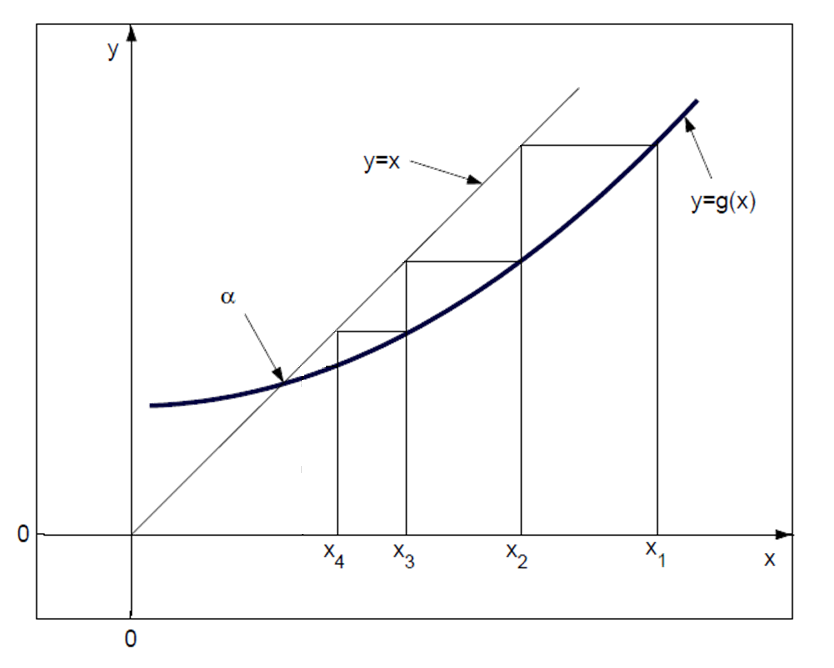 y
y=x
y=g(x)
α
0
x₄
x₃
x₂
x₁
x
0